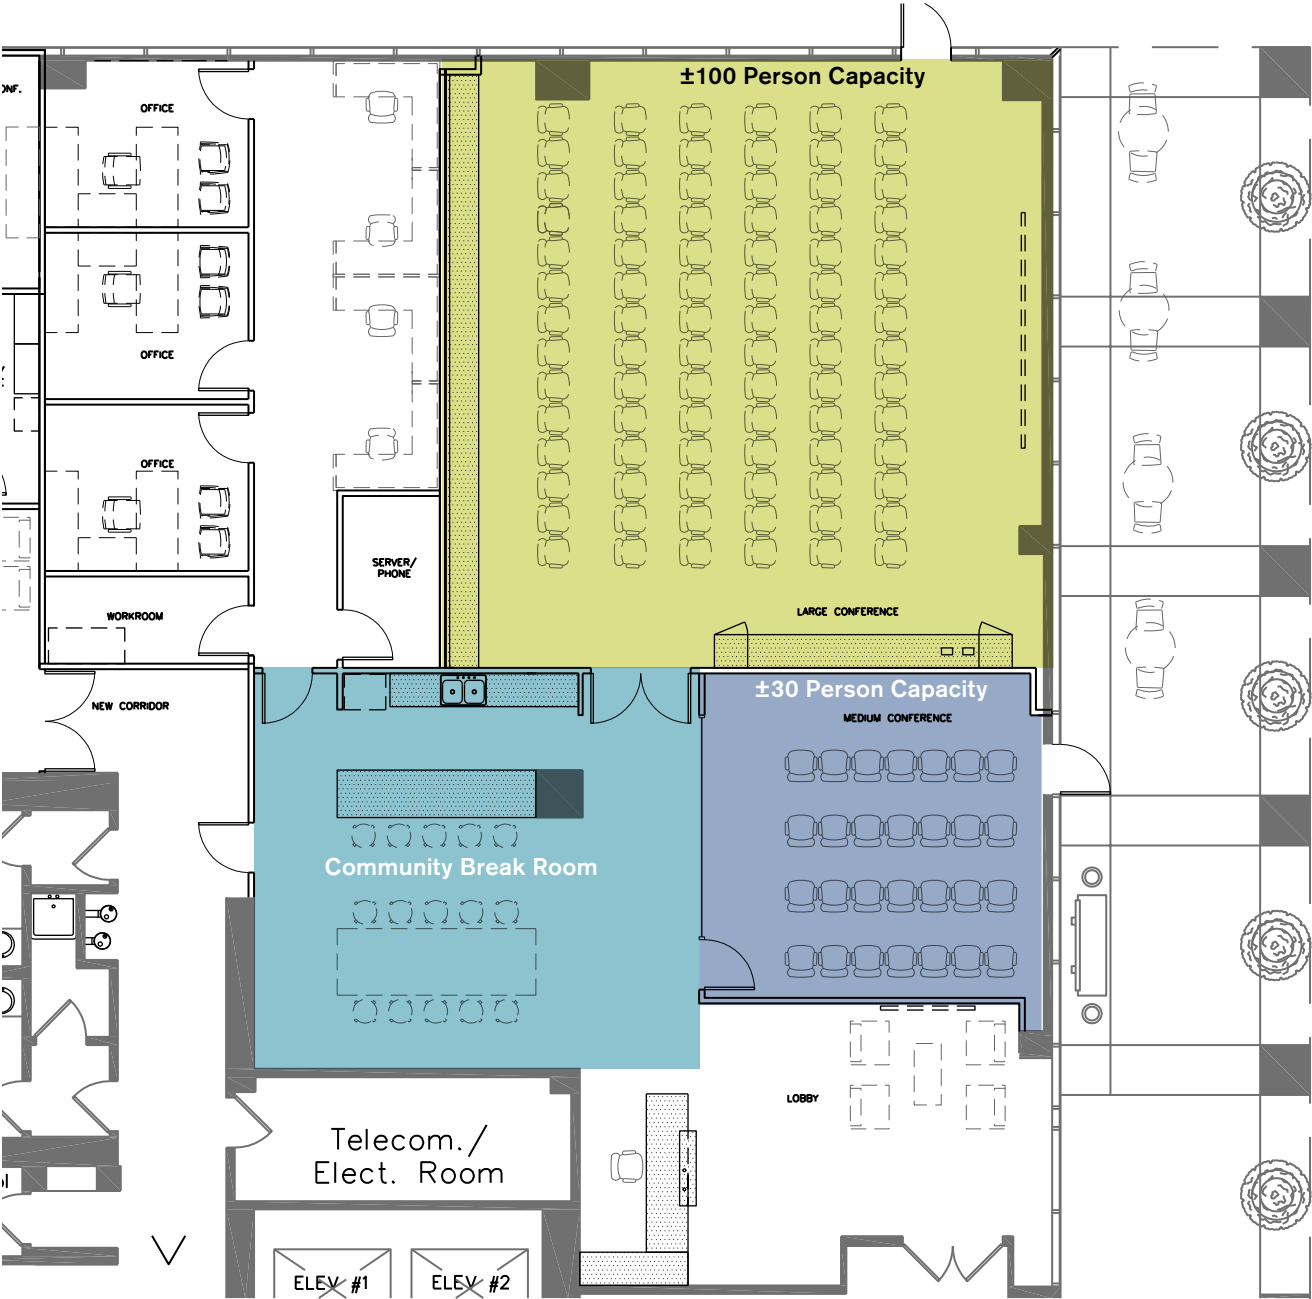 ±100 Person Capacity
OFFICE
OFFICE
OFFICE
SERVER/
PHONE
WORKROOM
LARGE CONFERENCE
NEW CORRIDOR
±30 Person Capacity
MEDIUM CONFERENCE
Community Break Room
LOBBY
Telecom./
Elect. Room
ELEV #1
ELEV #2